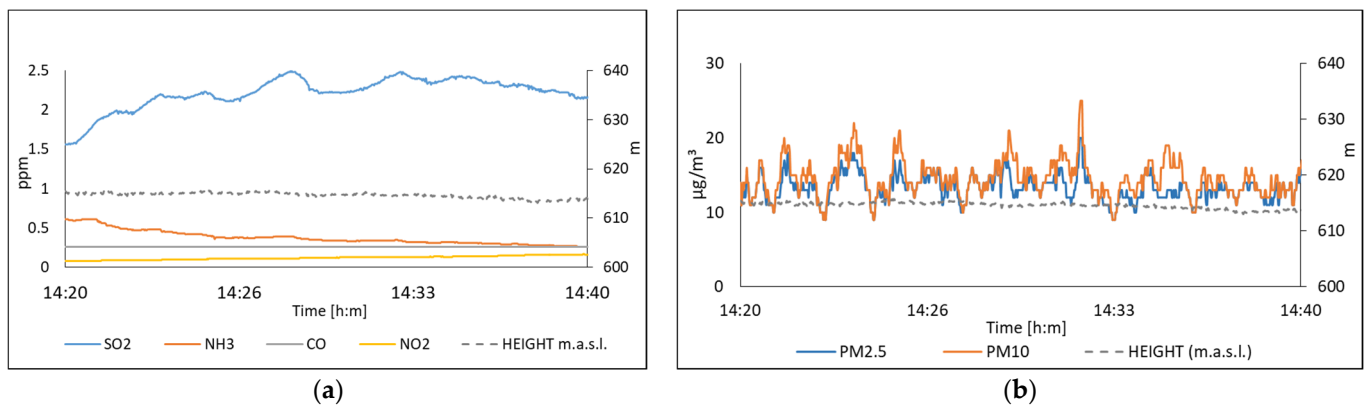 2.5
2
1.5
1
0.5
0
ppm
640
630
620
610
600
m
14:20 14:26 14:33 14:40
Time [h:m]
SO2 NH3 CO NO2 HEIGHT m.a.s.l.
(a)
30
20
10
0
µg/m³
640
630
620
610
600
m
14:20 14:26 14:33 14:40
Time [h:m]
PM2.5 PM10 HEIGHT (m.a.s.l.)
(b)